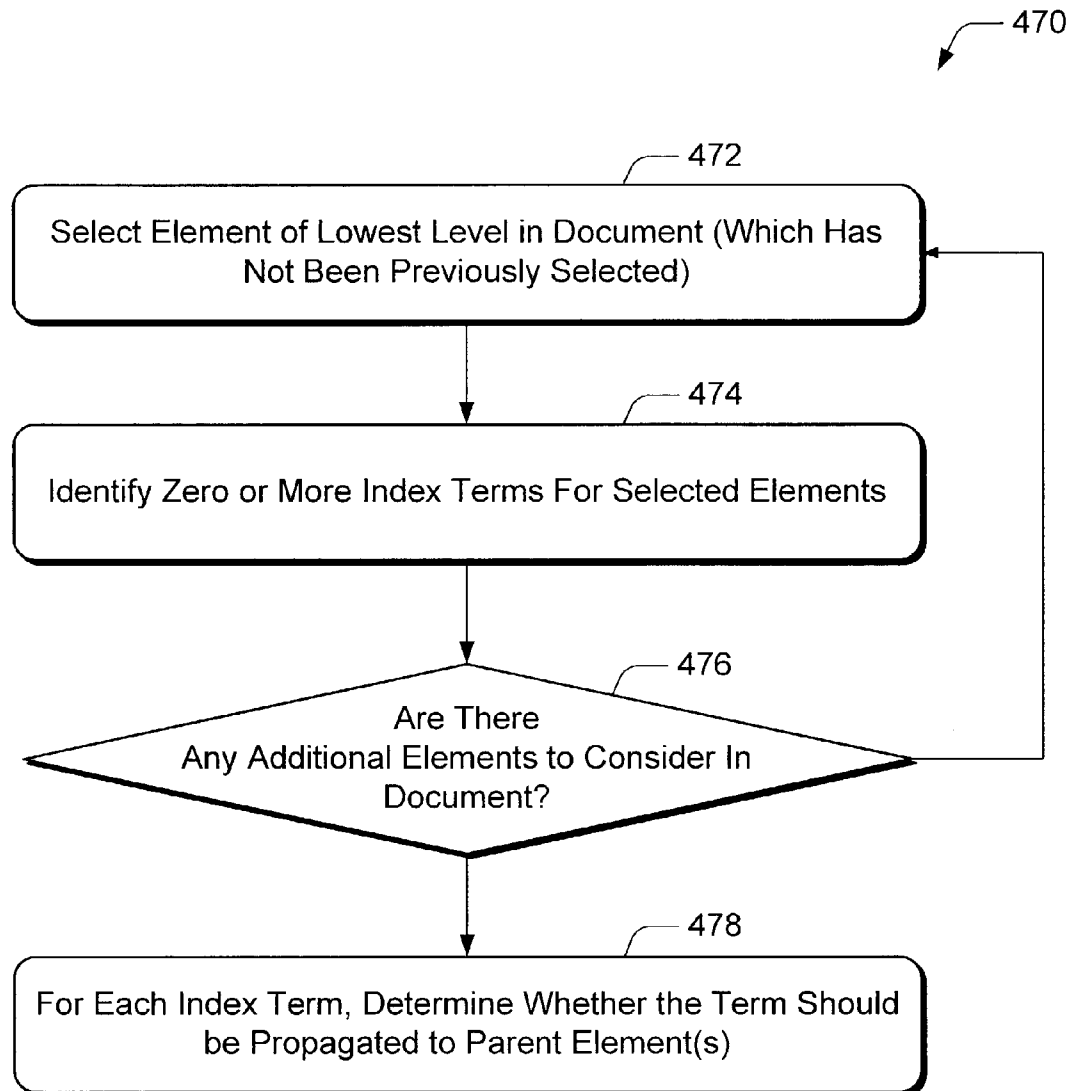 470
472
Select Element of Lowest Level in Document (Which Has
Not Been Previously Selected)
474
Identify Zero or More Index Terms For Selected Elements
476
Are There
Any Additional Elements to Consider In
Document?
478
For Each Index Term, Determine Whether the Term Should
be Propagated to Parent Element(s)